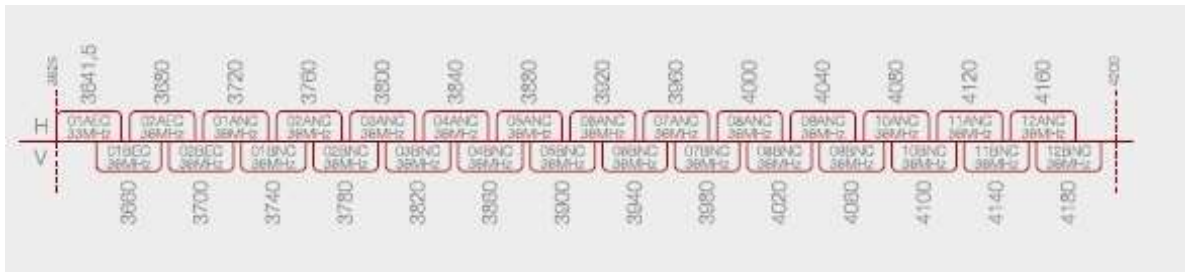 3625 3641,5 3680 3720 3760 3800 3840 3880 3920 3960 4000 4040 4080 4120 4160 4200
H 01AEC 02AEC 01ANC 02ANC 03ANC 04ANC 05ANC 06ANC 07ANC 08ANC 09ANC 10ANC 11ANC 12ANC
33MHz 36MHz 36MHz 36MHz 36MHz 36MHz 36MHz 36MHz 36MHz 36MHz 36MHz 36MHz 36MHz 36MHz
V 01BEC 02BEC 01BNC 02BNC 03BNC 04BNC 05BNC 06BNC 07BNC 08BNC 09BNC 10BNC 11BNC 12BNC
36MHz 36MHz 36MHz 36MHz 36MHz 36MHz 36MHz 36MHz 36MHz 36MHz 36MHz 36MHz 36MHz 36MHz
3660 3700 3740 3780 3820 3860 3900 3940 3980 4020 4060 4100 4140 4180